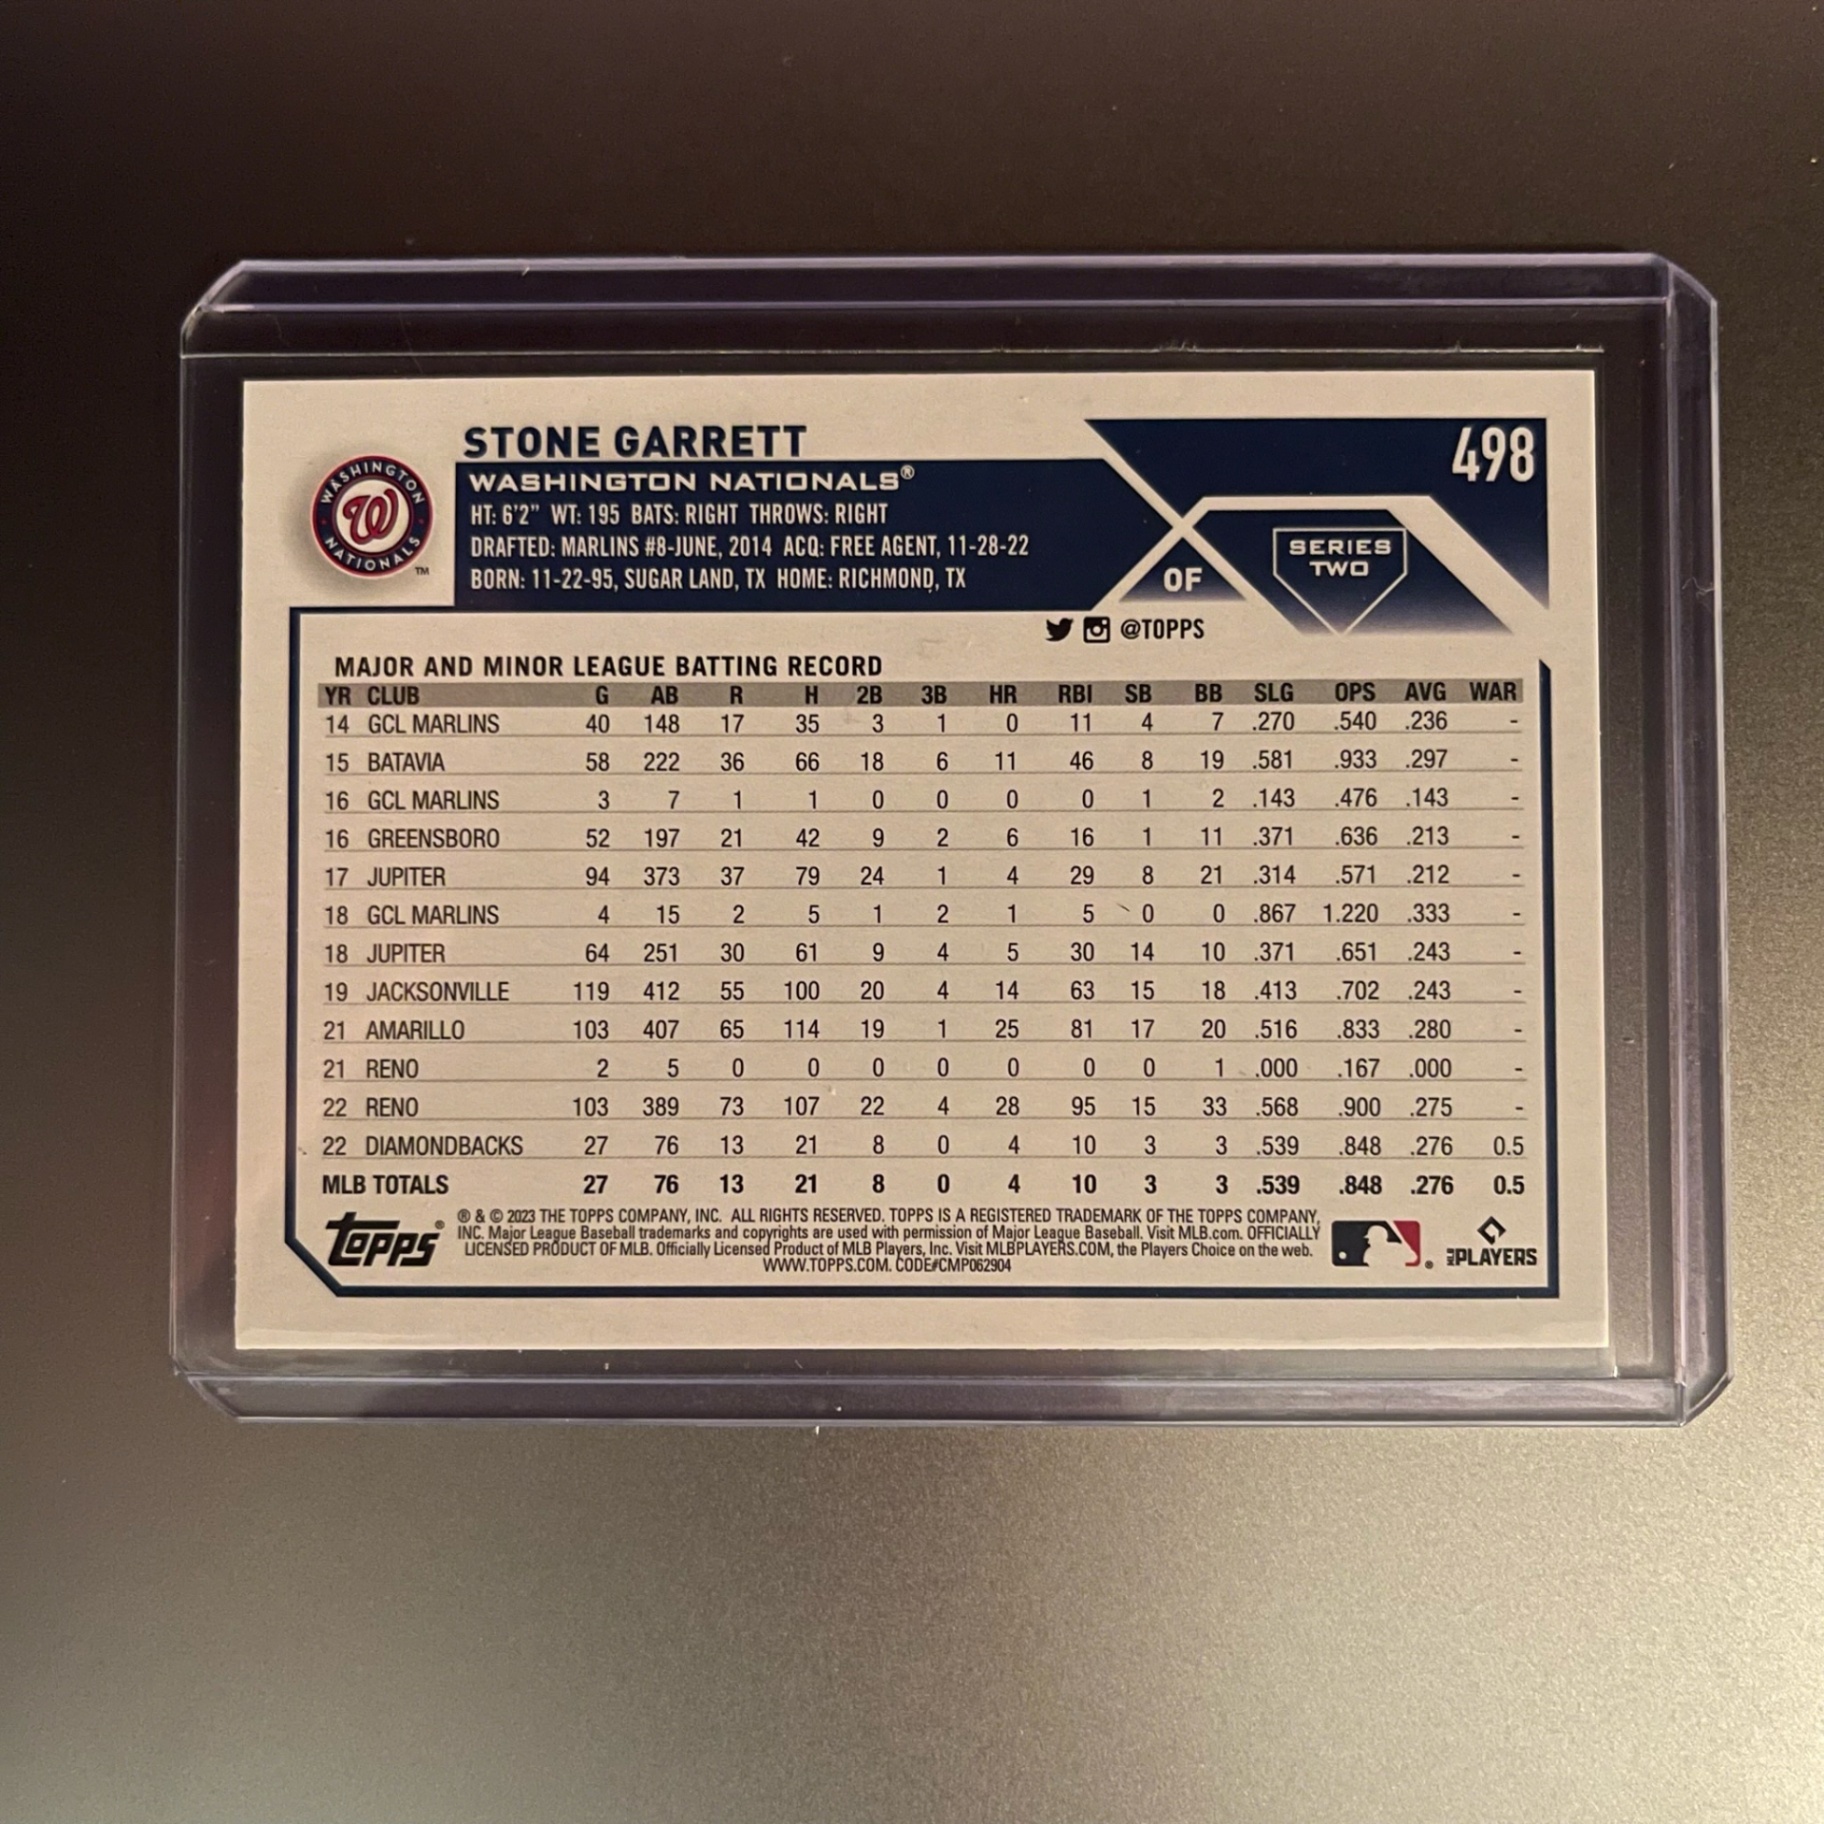 STONE GARRETT
498
WASHINGTON NATIONALS®
HT: 6'2" WT: 195 BATS: RIGHT THROWS: RIGHT
DRAFTED: MARLINS #8-JUNE, 2014 ACQ: FREE AGENT, 11-28-22
BORN: 11-22-95, SUGAR LAND, TX HOME: RICHMOND, TX
WASHINGTON
W
NATIONALS
TM
OF
SERIES
TWO
@TOPPS
MAJOR AND MINOR LEAGUE BATTING RECORD
YR CLUB G AB R H 2B 3B HR RBI SB BB SLG OPS AVG WAR
14 GCL MARLINS 40 148 17 35 3 1 0 11 4 7 .270 .540 .236 -
15 BATAVIA 58 222 36 66 18 6 11 46 8 19 .581 .933 .297 -
16 GCL MARLINS 3 7 1 1 0 0 0 0 1 2 .143 .476 .143 -
16 GREENSBORO 52 197 21 42 9 2 6 16 1 11 .371 .636 .213 -
17 JUPITER 94 373 37 79 24 1 4 29 8 21 .314 .571 .212 -
18 GCL MARLINS 4 15 2 5 1 2 1 5 0 0 .867 1.220 .333 -
18 JUPITER 64 251 30 61 9 4 5 30 14 10 .371 .651 .243 -
19 JACKSONVILLE 119 412 55 100 20 4 14 63 15 18 .413 .702 .243 -
21 AMARILLO 103 407 65 114 19 1 25 81 17 20 .516 .833 .280 -
21 RENO 2 5 0 0 0 0 0 0 0 1 .000 .167 .000 -
22 RENO 103 389 73 107 22 4 28 95 15 33 .568 .900 .275 -
22 DIAMONDBACKS 27 76 13 21 8 0 4 10 3 3 .539 .848 .276 0.5
MLB TOTALS 27 76 13 21 8 0 4 10 3 3 .539 .848 .276 0.5
Topps®
® & © 2023 THE TOPPS COMPANY, INC. ALL RIGHTS RESERVED. TOPPS IS A REGISTERED TRADEMARK OF THE TOPPS COMPANY,
INC. Major League Baseball trademarks and copyrights are used with permission of Major League Baseball. Visit MLB.com. OFFICIALLY
LICENSED PRODUCT OF MLB. Officially Licensed Product of MLB Players, Inc. Visit MLBPLAYERS.COM, the Players Choice on the web.
WWW.TOPPS.COM. CODE#CMP062904
®
MLB PLAYERS